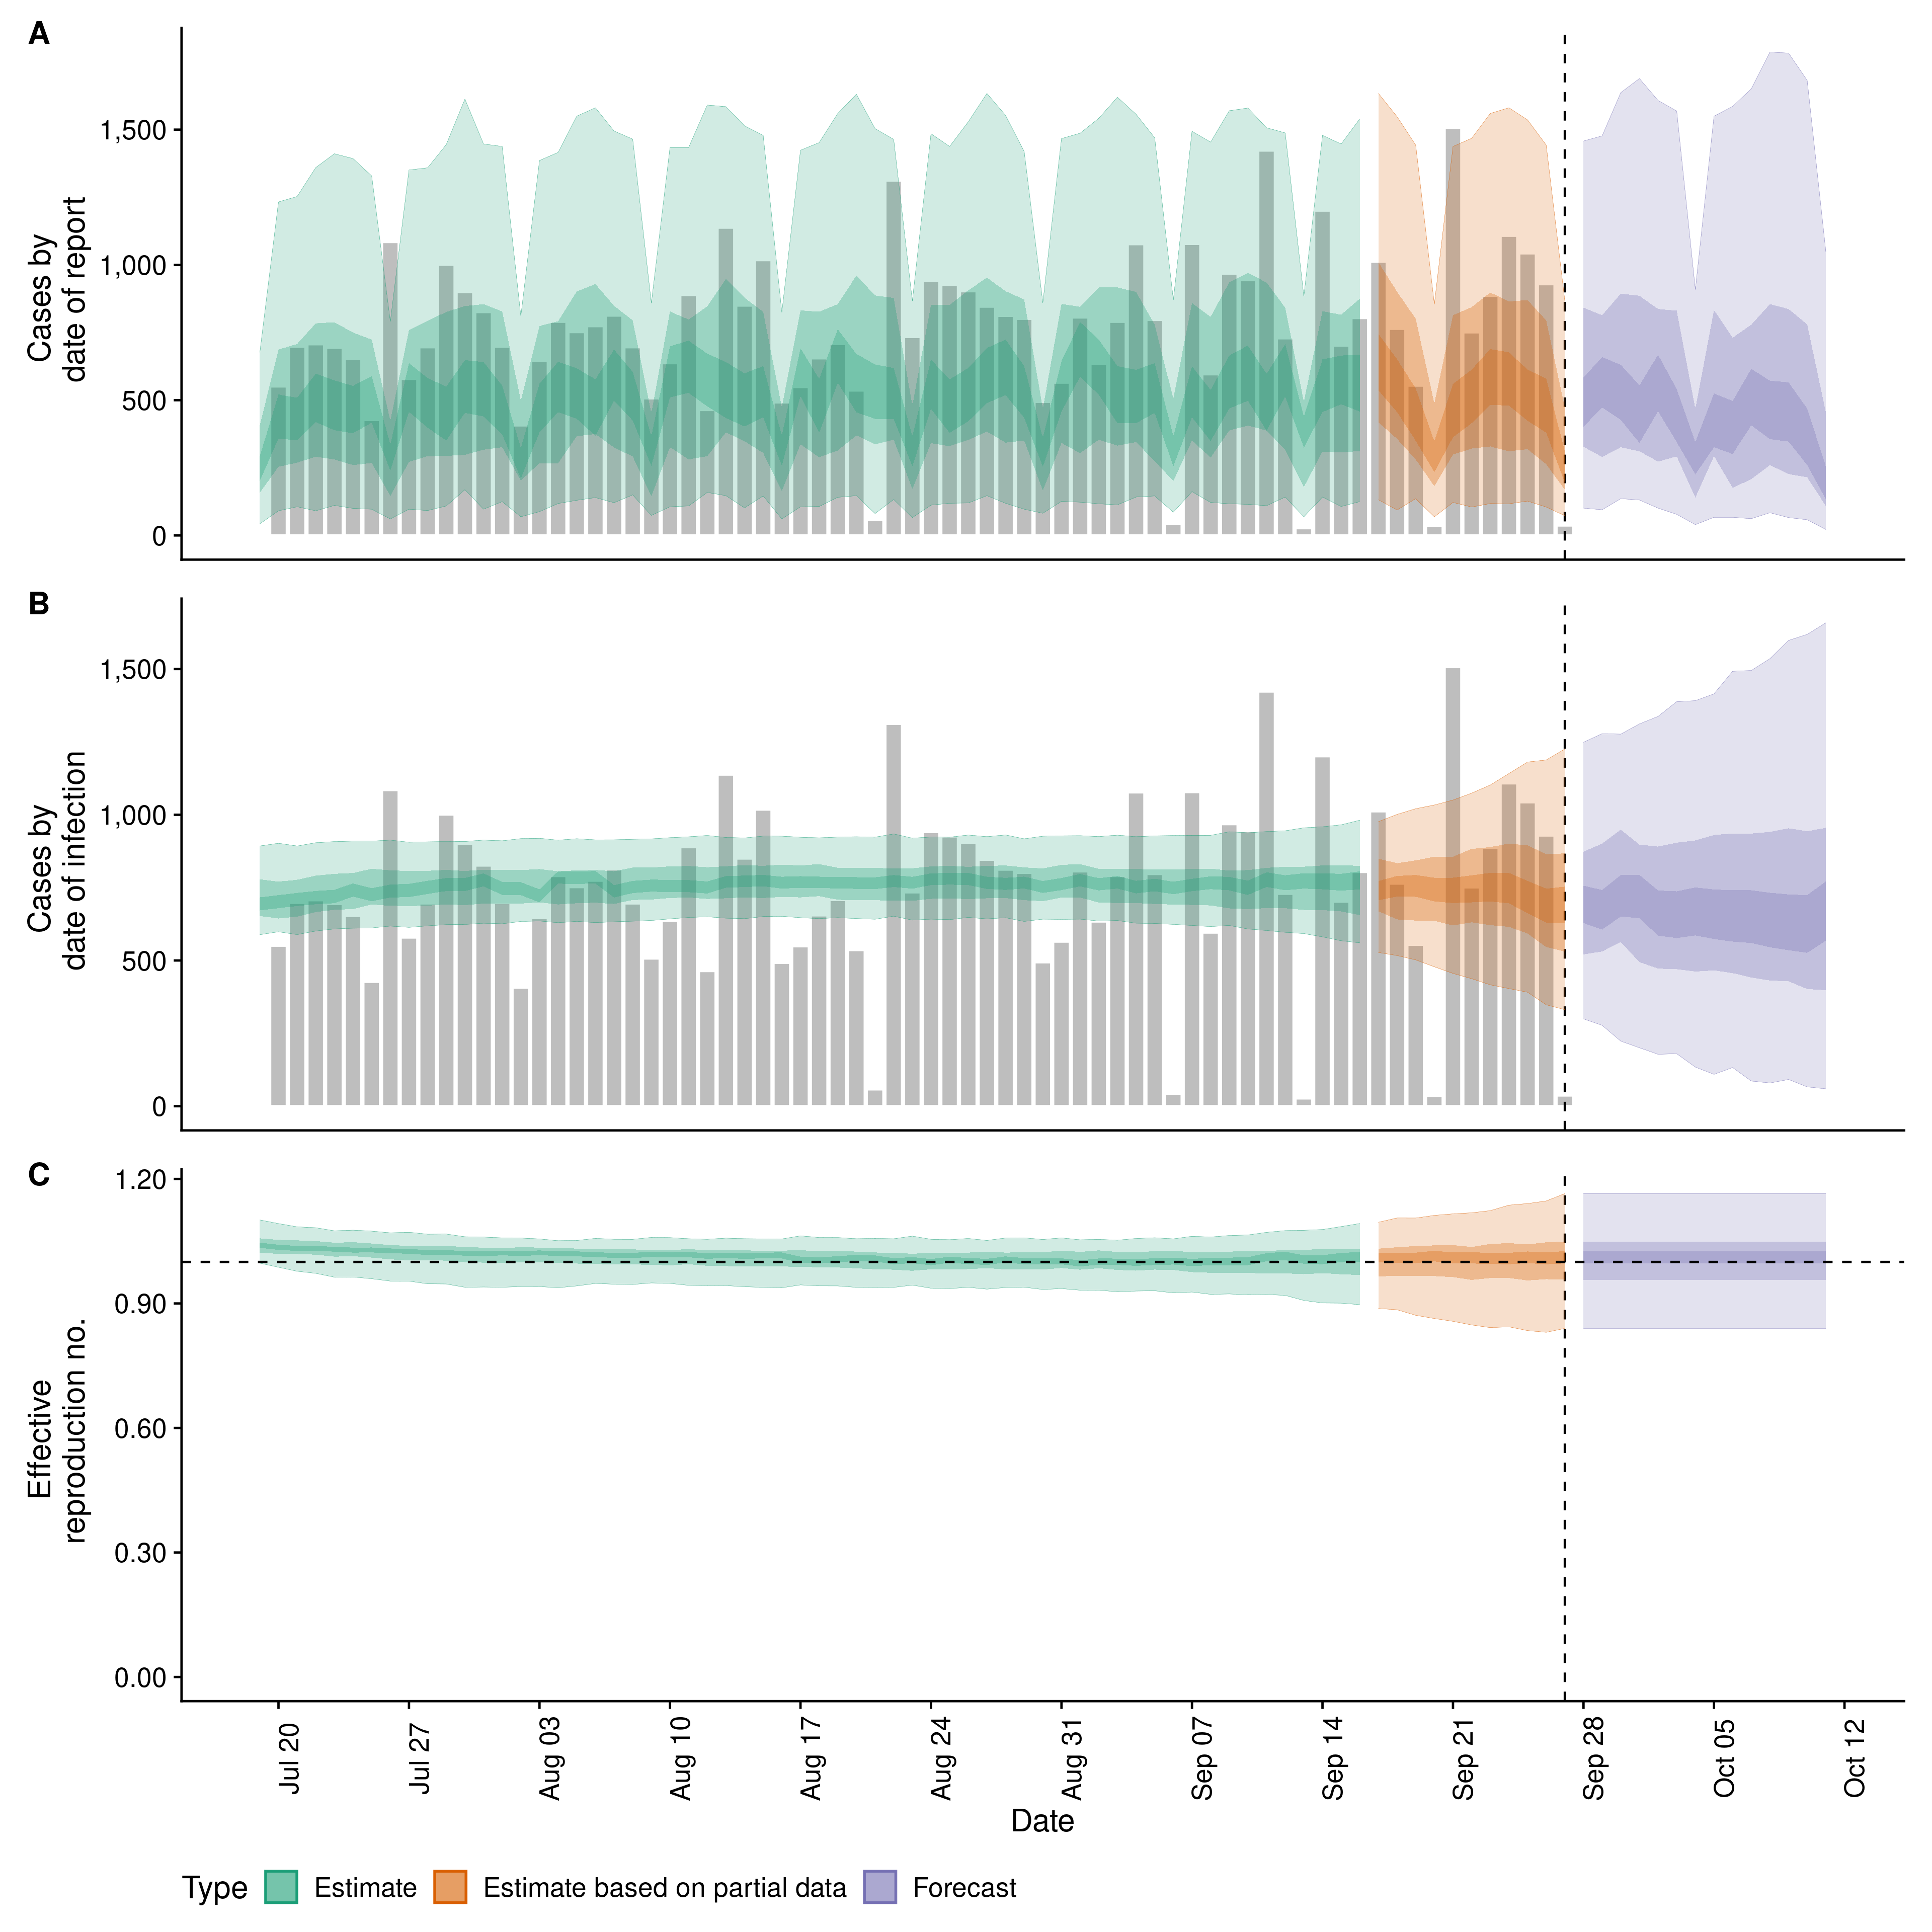 A
Cases by
date of report
1,500
1,000
500
0
B
Cases by
date of infection
1,500
1,000
500
0
C
Effective
reproduction no.
1.20
0.90
0.60
0.30
0.00
Jul 20
Jul 27
Aug 03
Aug 10
Aug 17
Aug 24
Aug 31
Sep 07
Sep 14
Sep 21
Sep 28
Oct 05
Oct 12
Date
Type Estimate Estimate based on partial data Forecast